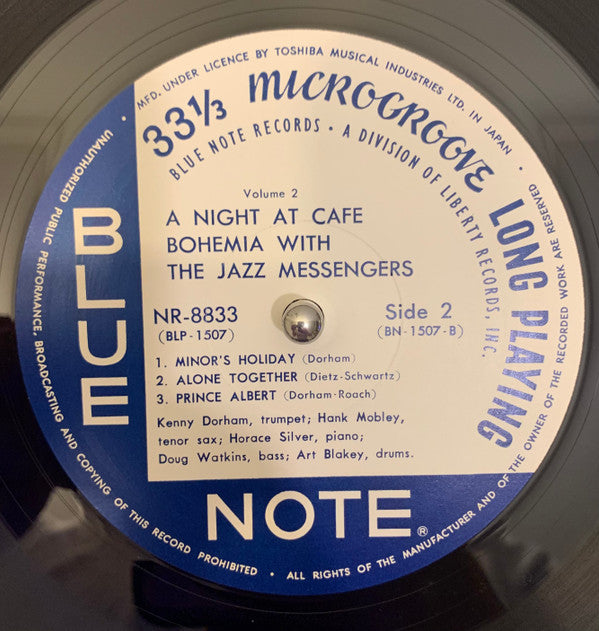 MFD. UNDER LICENCE BY TOSHIBA MUSICAL INDUSTRIES LTD. IN JAPAN •
33⅓ MICROGROOVE LONG PLAYING
BLUE NOTE RECORDS • A DIVISION OF LIBERTY RECORDS, INC.
Volume 2
A NIGHT AT CAFE
BOHEMIA WITH
THE JAZZ MESSENGERS
NR-8833
(BLP-1507)
Side 2
(BN-1507-B)
1. MINOR'S HOLIDAY (Dorham)
2. ALONE TOGETHER (Dietz-Schwartz)
3. PRINCE ALBERT (Dorham-Roach)
Kenny Dorham, trumpet; Hank Mobley,
tenor sax; Horace Silver, piano;
Doug Watkins, bass; Art Blakey, drums.
BLUE
NOTE®
UNAUTHORIZED PUBLIC PERFORMANCE, BROADCASTING AND COPYING OF THIS RECORD PROHIBITED • ALL RIGHTS OF THE MANUFACTURER AND OF THE OWNER OF THE RECORDED WORK ARE RESERVED •